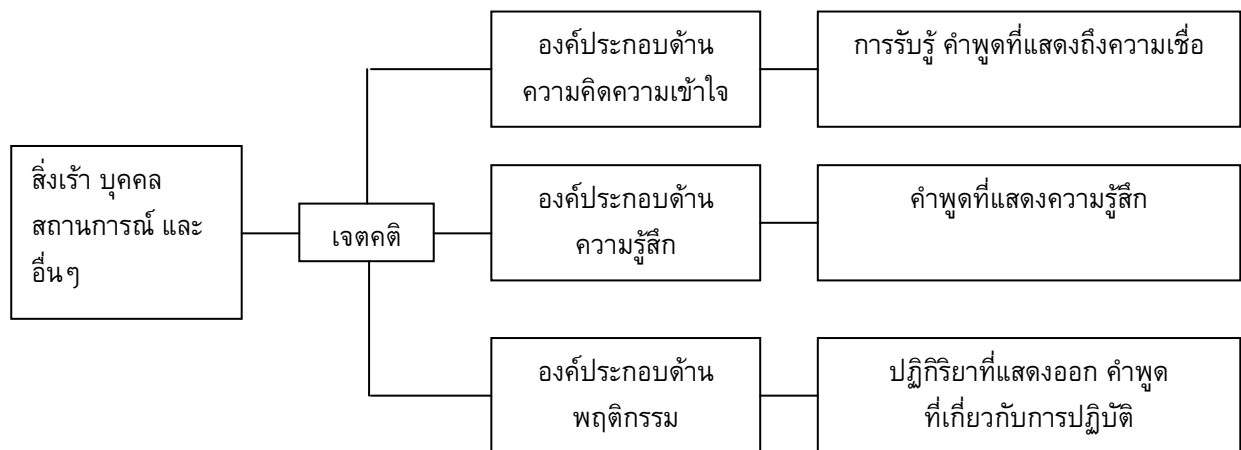 สิ่งเร้า บุคคล
สถานการณ์ และ
อื่นๆ
เจตคติ
องค์ประกอบด้าน
ความคิดความเข้าใจ
การรับรู้ คำพูดที่แสดงถึงความเชื่อ
องค์ประกอบด้าน
ความรู้สึก
คำพูดที่แสดงความรู้สึก
องค์ประกอบด้าน
พฤติกรรม
ปฏิกิริยาที่แสดงออก คำพูด
ที่เกี่ยวกับการปฏิบัติ